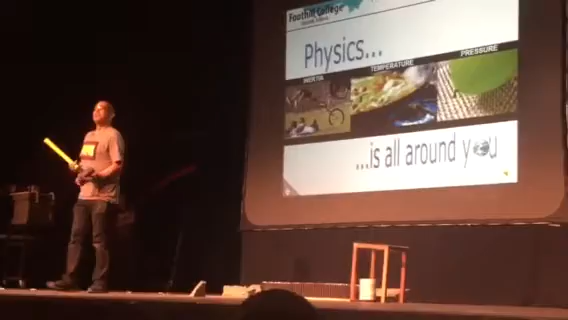 Foothill College
Physics...
INERTIA
TEMPERATURE
PRESSURE
...is all around you